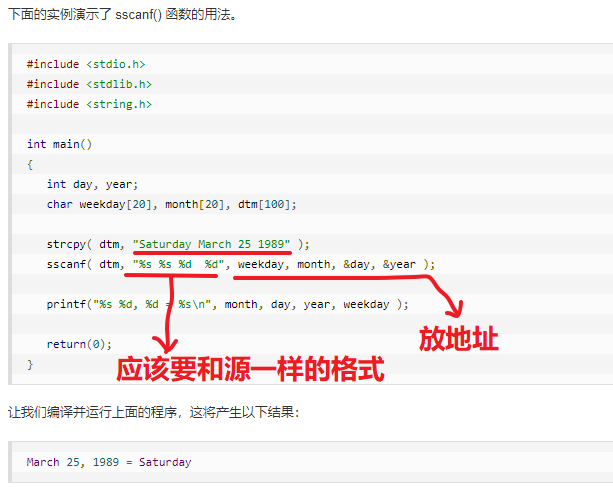 下面的实例演示了 sscanf() 函数的用法。
#include <stdio.h>
#include <stdlib.h>
#include <string.h>
int main()
{
int day, year;
char weekday[20], month[20], dtm[100];
strcpy( dtm, "Saturday March 25 1989" );
sscanf( dtm, "%s %s %d  %d", weekday, month, &day, &year );
printf("%s %d, %d = %s\n", month, day, year, weekday );
放地址
return(0);
应该要和源一样的格式
}
让我们编译并运行上面的程序，这将产生以下结果：
March 25, 1989 = Saturday